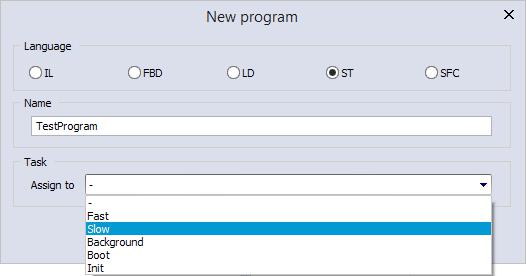 New program
Language
IL FBD LD ST SFC
Name
TestProgram
Task
Assign to -
-
Fast
Slow
Background
Boot
Init